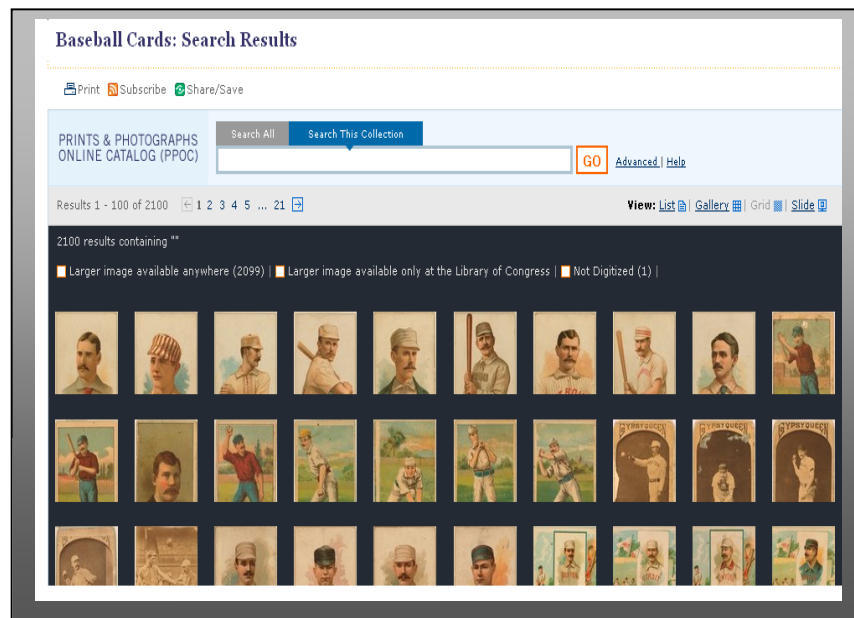 Baseball Cards: Search Results
Print Subscribe Share/Save
Search All Search This Collection
PRINTS & PHOTOGRAPHS
ONLINE CATALOG (PPOC)
GO Advanced | Help
Results 1 - 100 of 2100 1 2 3 4 5 ... 21 View: List | Gallery | Grid | Slide
2100 results containing ""
Larger image available anywhere (2099) | Larger image available only at the Library of Congress | Not Digitized (1) |
GYPSY QUEEN GYPSY QUEEN GYPSY QUEEN